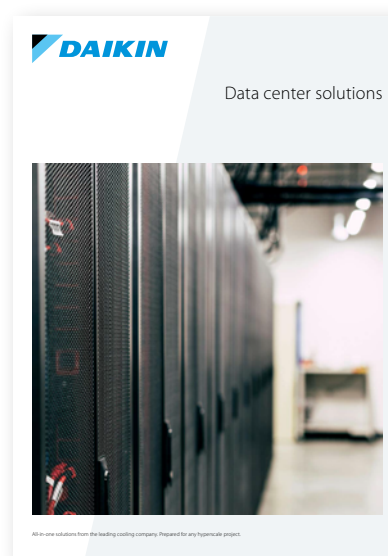 DAIKIN
Data center solutions
All-in-one solutions from the leading cooling company. Prepared for any hyperscale project.